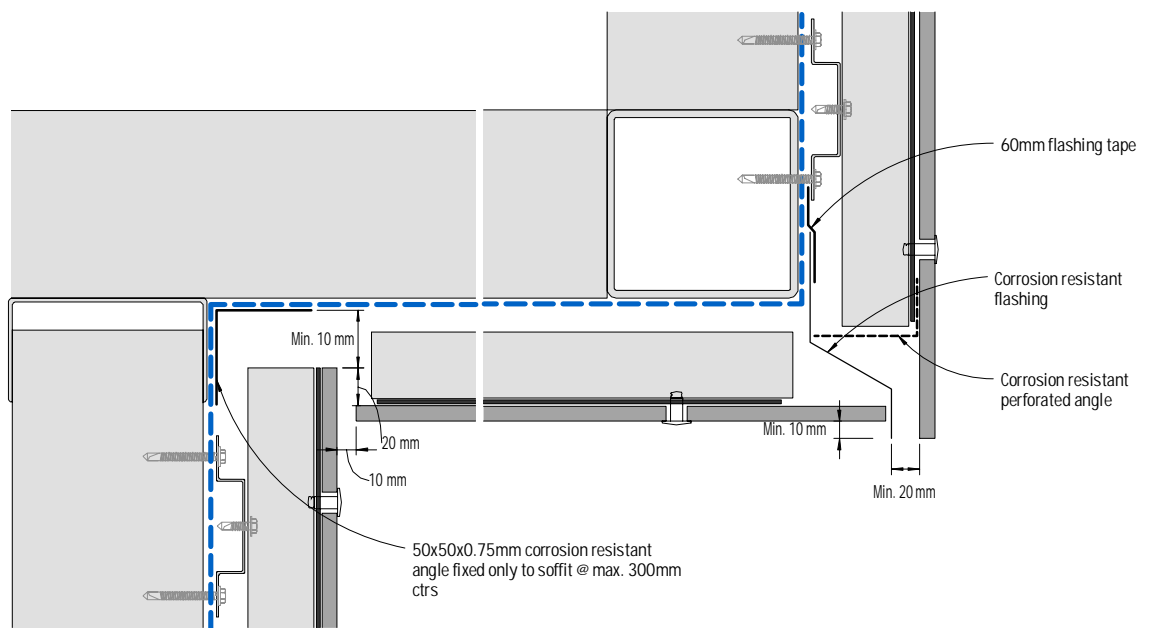 60mm flashing tape
Corrosion resistant
flashing
Min. 10 mm
Corrosion resistant
perforated angle
Min. 10 mm
20 mm
10 mm
Min. 20 mm
50x50x0.75mm corrosion resistant
angle fixed only to soffit @ max. 300mm
ctrs